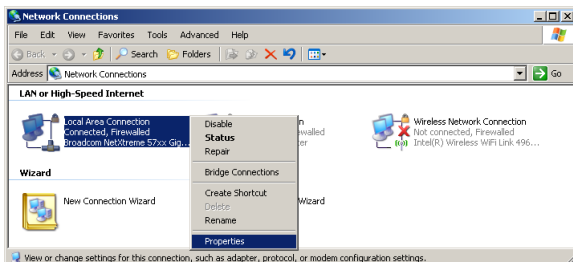 Network Connections
File Edit View Favorites Tools Advanced Help
Back Search Folders
Address Network Connections Go
LAN or High-Speed Internet
Local Area Connection
Connected, Firewalled
Broadcom NetXtreme 57xx Gig...
Disable
Status
Repair
Bridge Connections
Create Shortcut
Delete
Rename
Properties
Wireless Network Connection
Not connected, Firewalled
Intel(R) Wireless WiFi Link 496...
Wizard
New Connection Wizard
Wizard
View or change settings for this connection, such as adapter, protocol, or modem configuration settings.